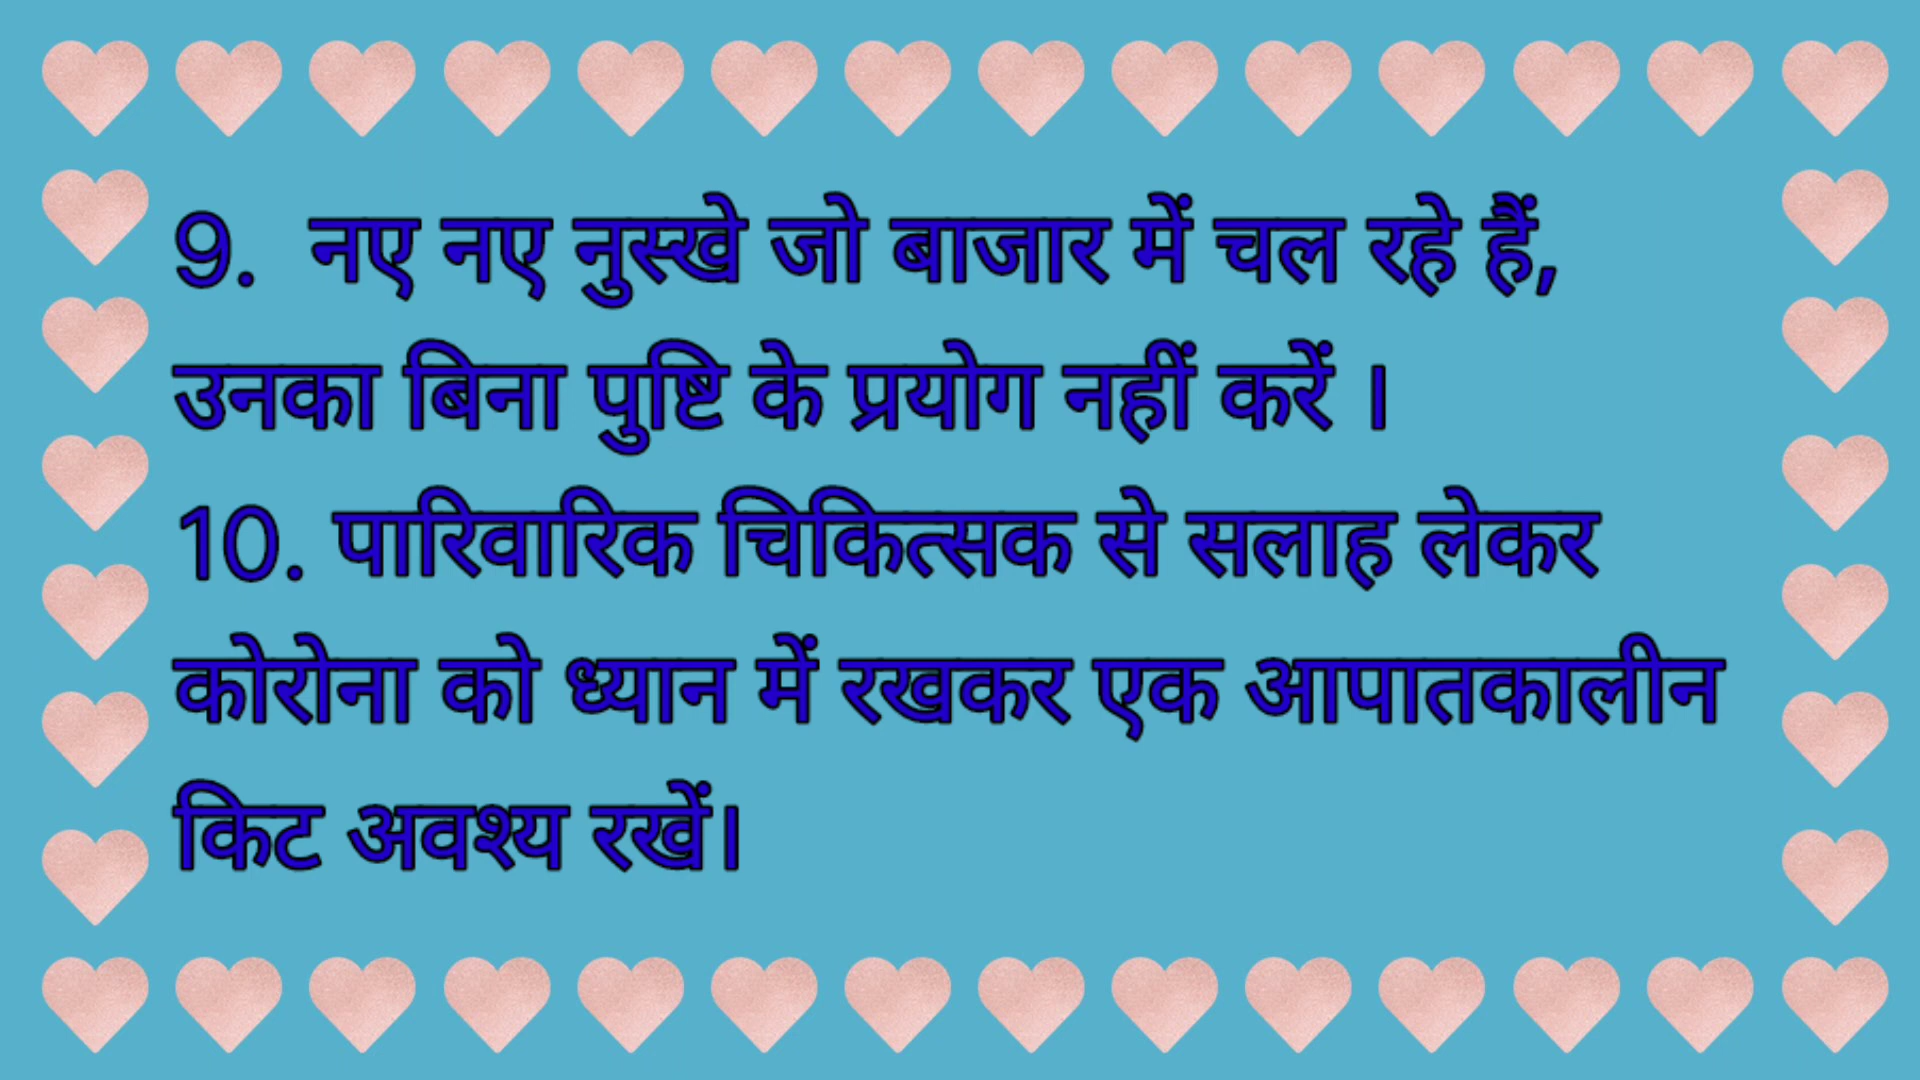 9. नए नए नुस्खे जो बाजार में चल रहे हैं,
उनका बिना पुष्टि के प्रयोग नहीं करें ।
10. पारिवारिक चिकित्सक से सलाह लेकर
कोरोना को ध्यान में रखकर एक आपातकालीन
किट अवश्य रखें।